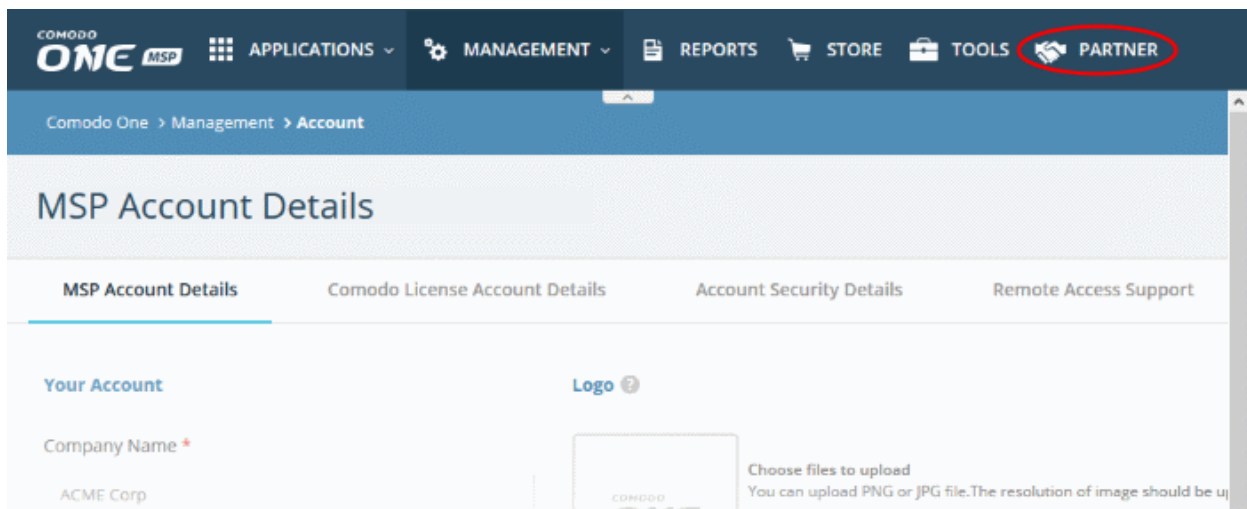 COMODO
ONE MSP APPLICATIONS MANAGEMENT REPORTS STORE TOOLS PARTNER
Comodo One > Management > Account
MSP Account Details
MSP Account Details Comodo License Account Details Account Security Details Remote Access Support
Your Account Logo ?
Company Name *
Choose files to upload
ACME Corp COMODO You can upload PNG or JPG file.The resolution of image should be